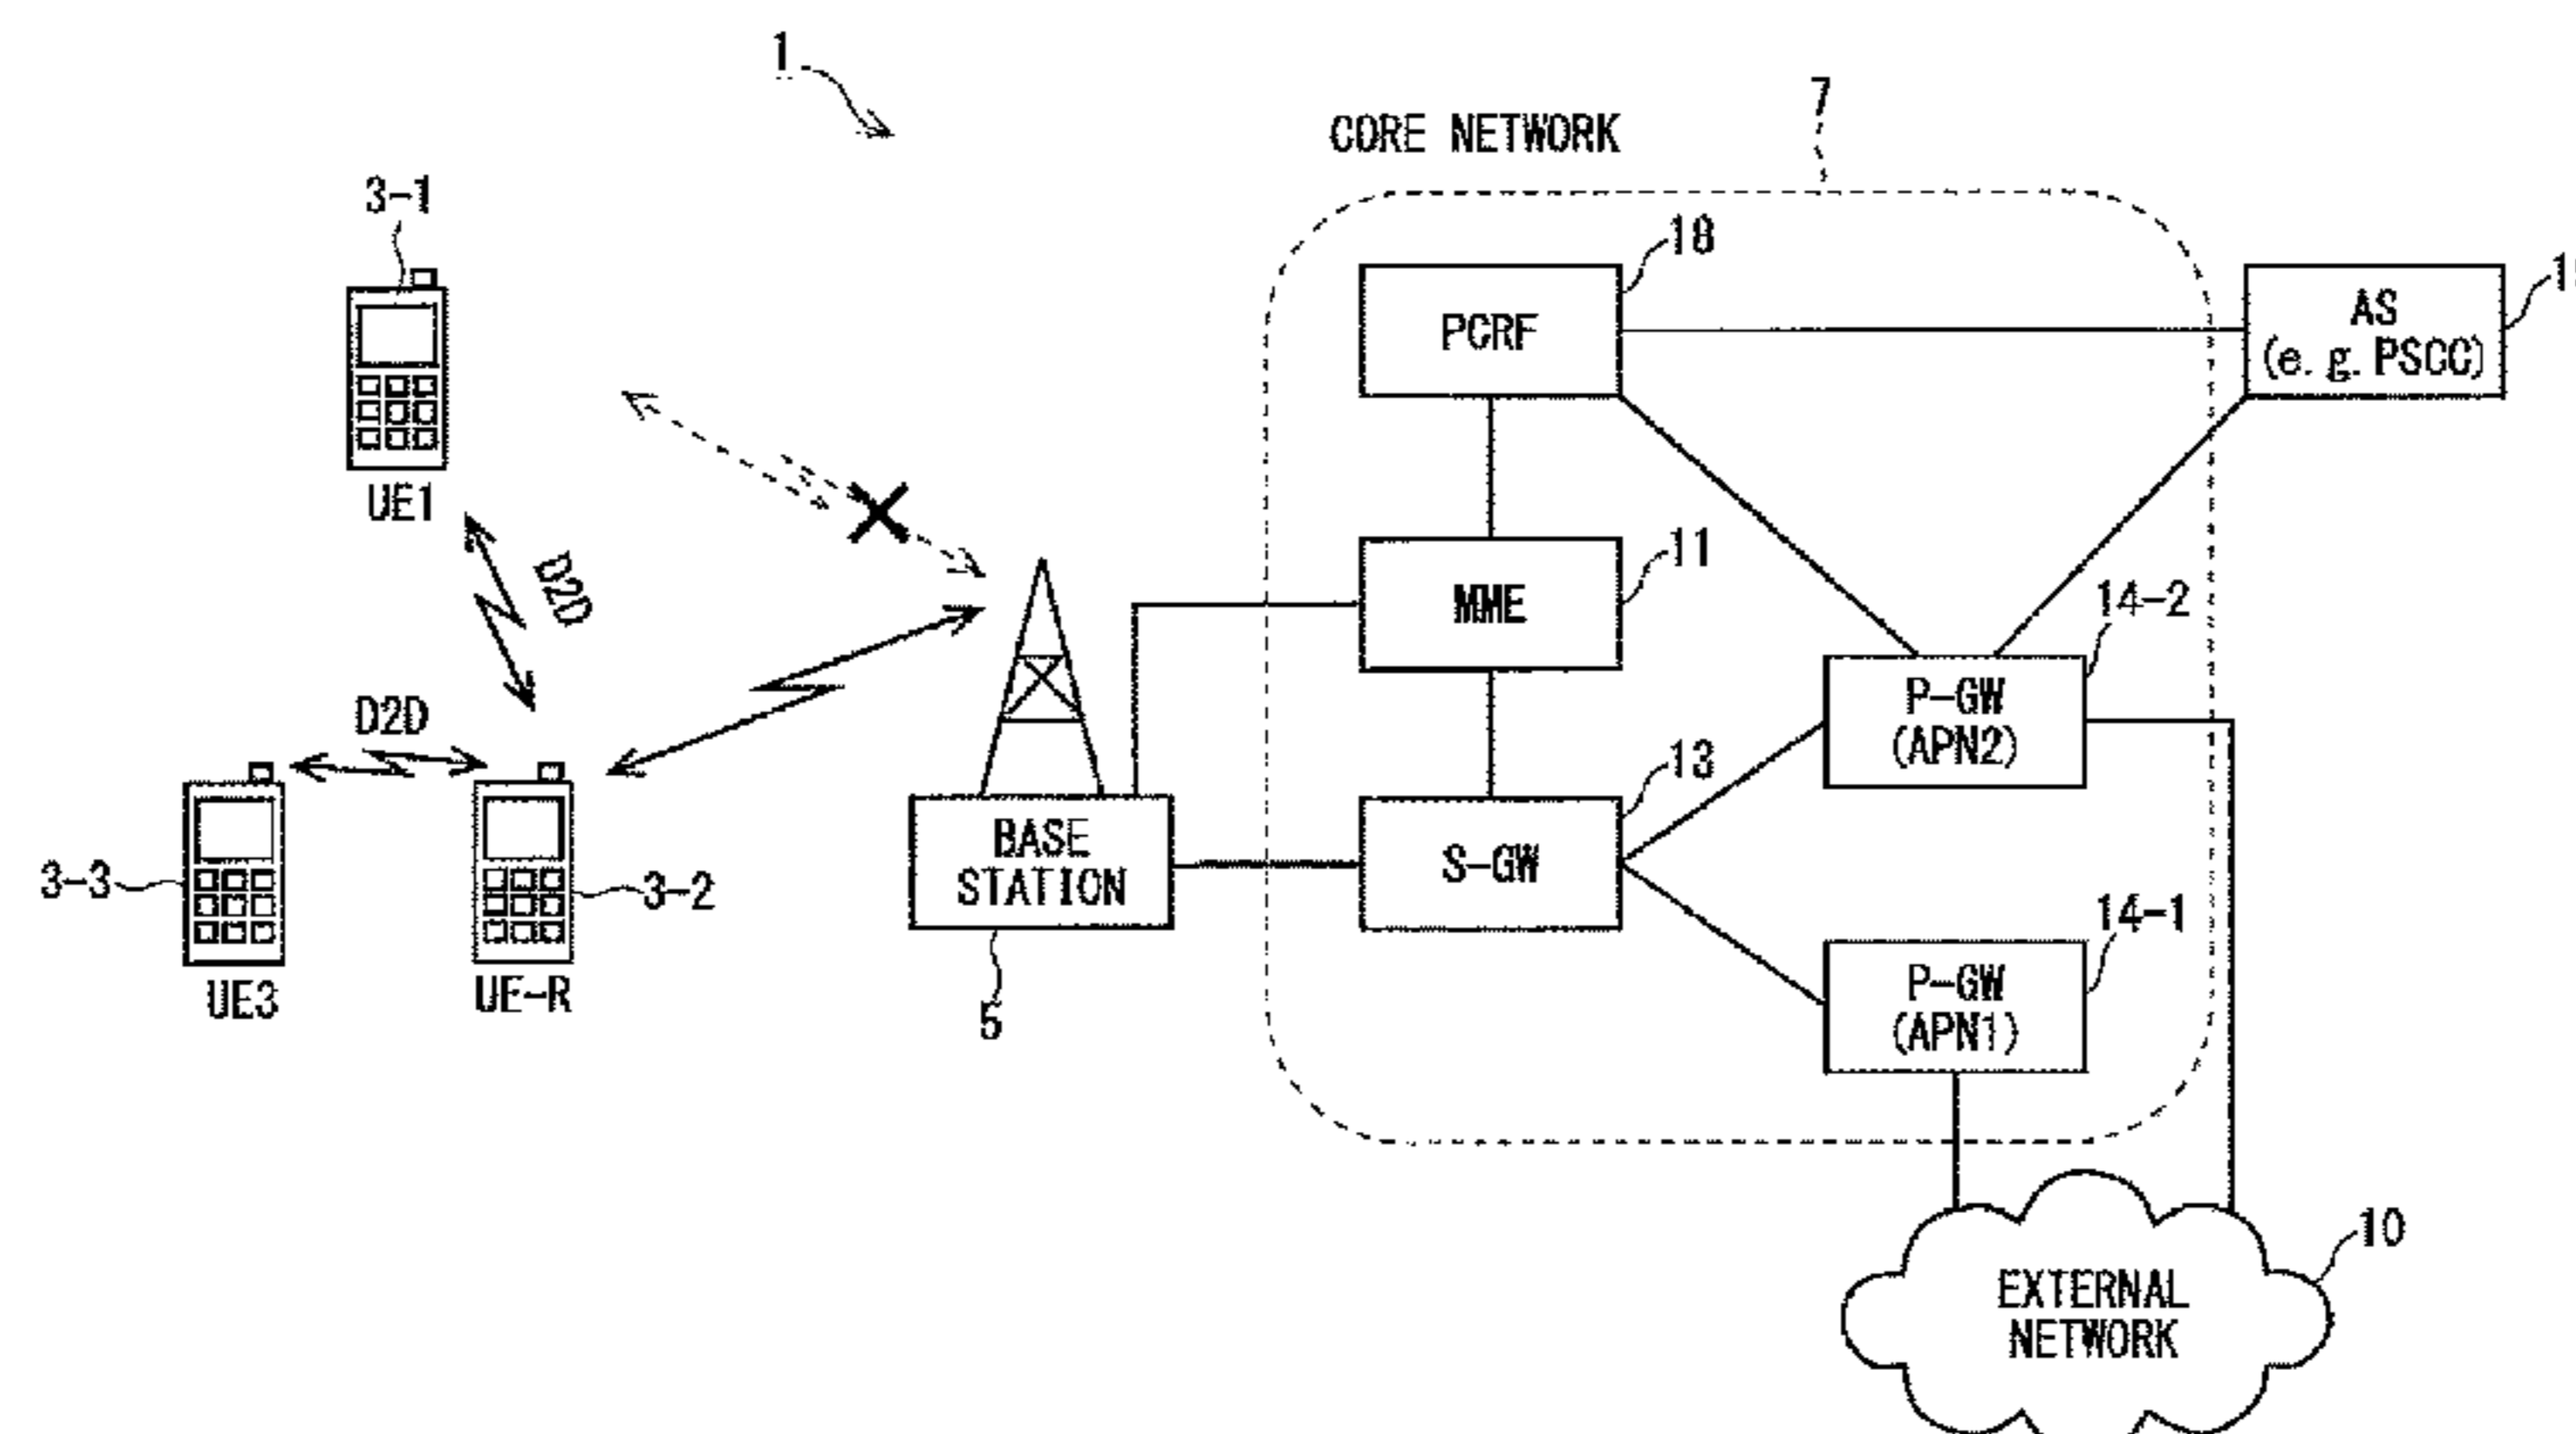 1
7
CORE NETWORK
3-1
18
PCRF
AS
(e.g.PSCC)
UE1
D2D
11
MME
14-2
P-GW
(APN2)
D2D
13
BASE
STATION
S-GW
3-3
3-2
14-1
P-GW
(APN1)
UE3
UE-R
5
10
EXTERNAL
NETWORK